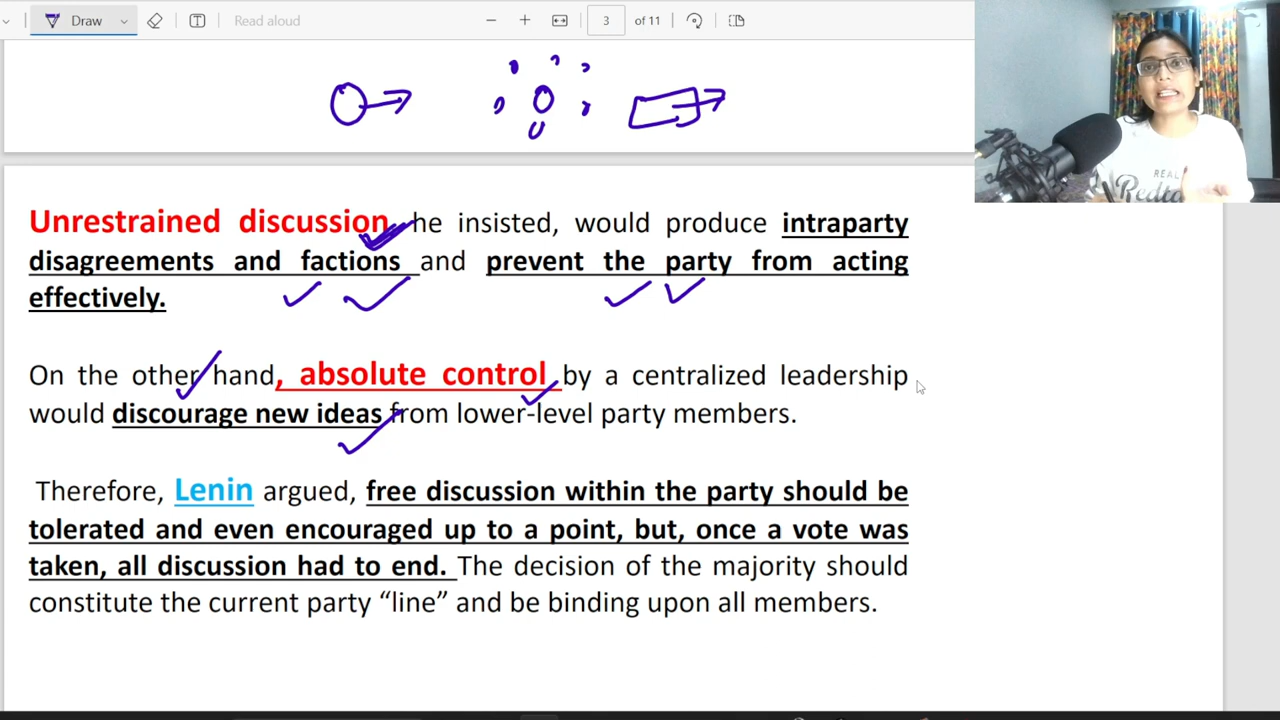 Draw Read aloud 3 of 11
Unrestrained discussion, he insisted, would produce intraparty
disagreements and factions and prevent the party from acting
effectively.
On the other hand, absolute control by a centralized leadership
would discourage new ideas from lower-level party members.
Therefore, Lenin argued, free discussion within the party should be
tolerated and even encouraged up to a point, but, once a vote was
taken, all discussion had to end. The decision of the majority should
constitute the current party “line” and be binding upon all members.
REAL